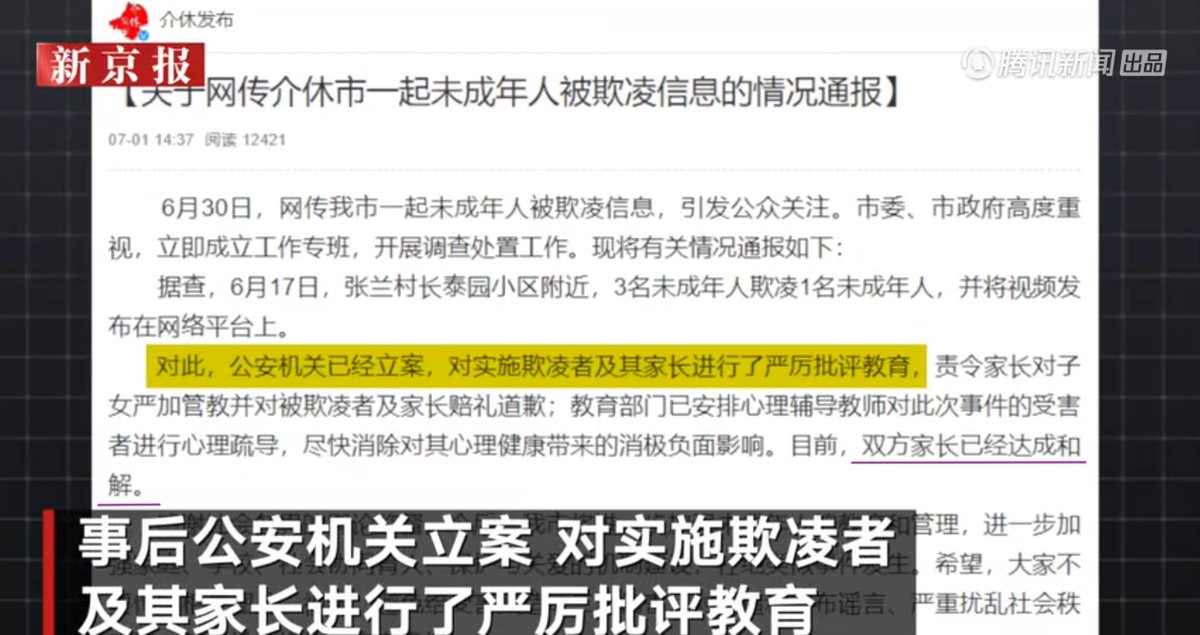 介休发布
新京报
腾讯新闻 出品
【关于网传介休市一起未成年人被欺凌信息的情况通报】
07-01 14:37 阅读 12421
6月30日，网传我市一起未成年人被欺凌信息，引发公众关注。市委、市政府高度重
视，立即成立工作专班，开展调查处置工作。现将有关情况通报如下：
据查，6月17日，张兰村长泰园小区附近，3名未成年人欺凌1名未成年人，并将视频发
布在网络平台上。
对此，公安机关已经立案，对实施欺凌者及其家长进行了严厉批评教育，责令家长对子
女严加管教并对被欺凌者及家长赔礼道歉；教育部门已安排心理辅导教师对此次事件的受害
者进行心理疏导，尽快消除对其心理健康带来的消极负面影响。目前，双方家长已经达成和
解。
和管理，进一步加
发生。希望，大家不
布谣言、严重扰乱社会秩
事后公安机关立案 对实施欺凌者
及其家长进行了严厉批评教育